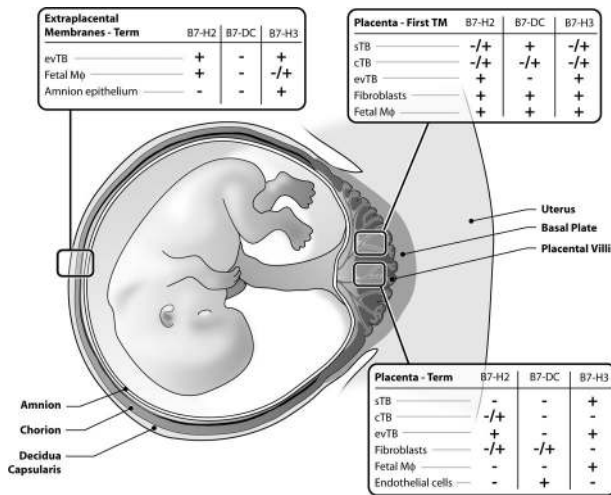 Extraplacental
Membranes - Term B7-H2 B7-DC B7-H3
evTB + - +
Fetal Mϕ + - -/+
Amnion epithelium - - +
Placenta - First TM B7-H2 B7-DC B7-H3
sTB -/+ + -/+
cTB -/+ -/+ -/+
evTB + - +
Fibroblasts + + +
Fetal Mϕ + + +
Uterus
Basal Plate
Placental Villi
Amnion
Chorion
Decidua
Capsularis
Placenta - Term B7-H2 B7-DC B7-H3
sTB - - +
cTB -/+ - -
evTB + - +
Fibroblasts -/+ -/+ -
Fetal Mϕ - - +
Endothelial cells - + -